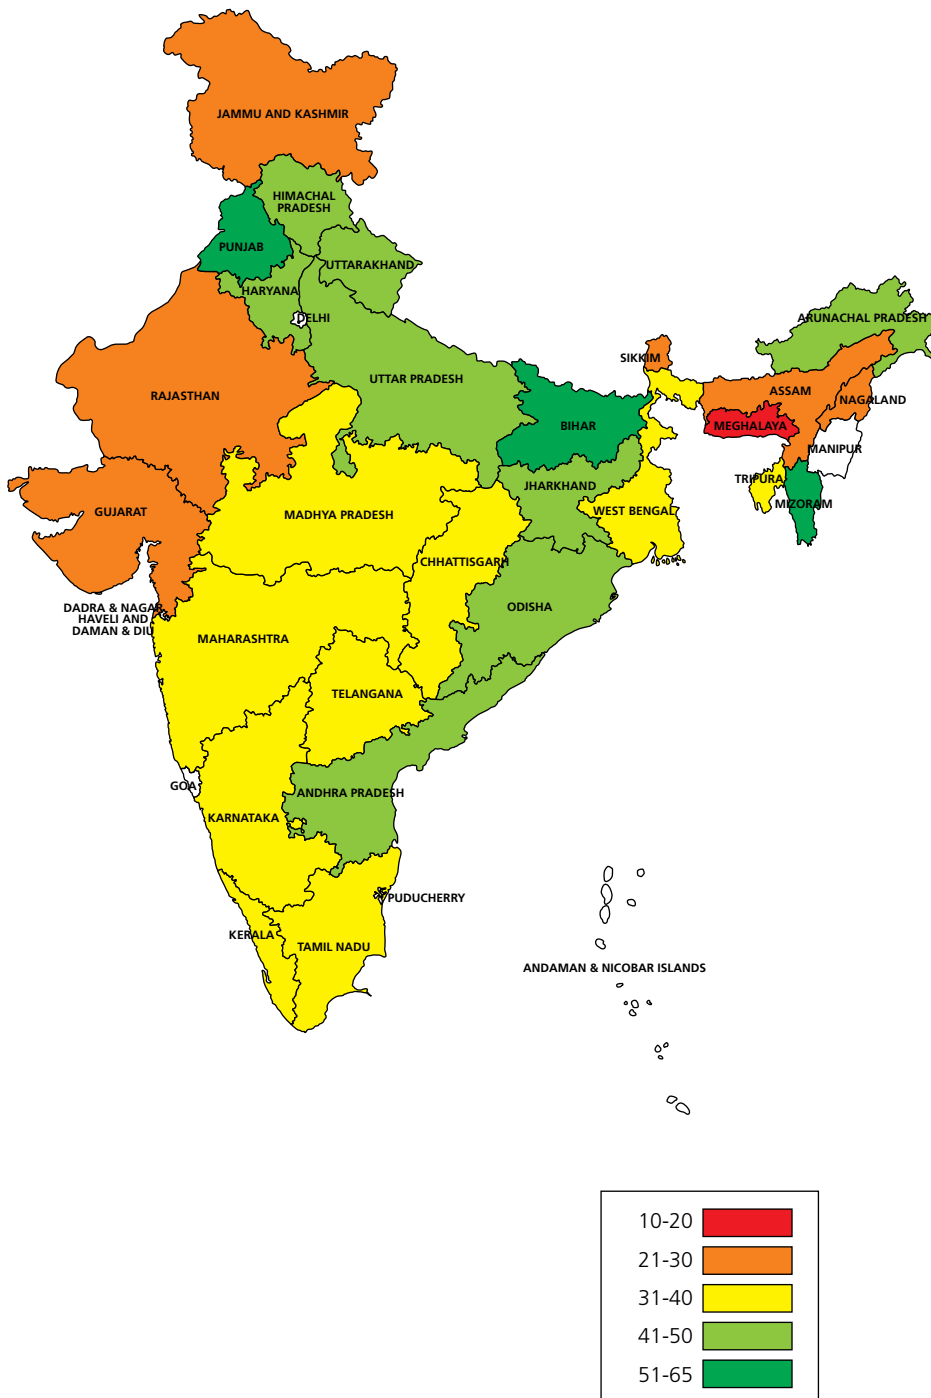 JAMMU AND KASHMIR
HIMACHAL
PRADESH
PUNJAB
UTTARAKHAND
HARYANA
DELHI
ARUNACHAL PRADESH
SIKKIM
UTTAR PRADESH
RAJASTHAN
ASSAM
NAGALAND
BIHAR
MEGHALAYA
MANIPUR
TRIPURA
JHARKHAND
MIZORAM
GUJARAT
MADHYA PRADESH
WEST BENGAL
CHHATTISGARH
ODISHA
DADRA & NAGAR
HAVELI AND
DAMAN & DIU
MAHARASHTRA
TELANGANA
GOA
ANDHRA PRADESH
KARNATAKA
PUDUCHERRY
KERALA
TAMIL NADU
ANDAMAN & NICOBAR ISLANDS
10-20
21-30
31-40
41-50
51-65